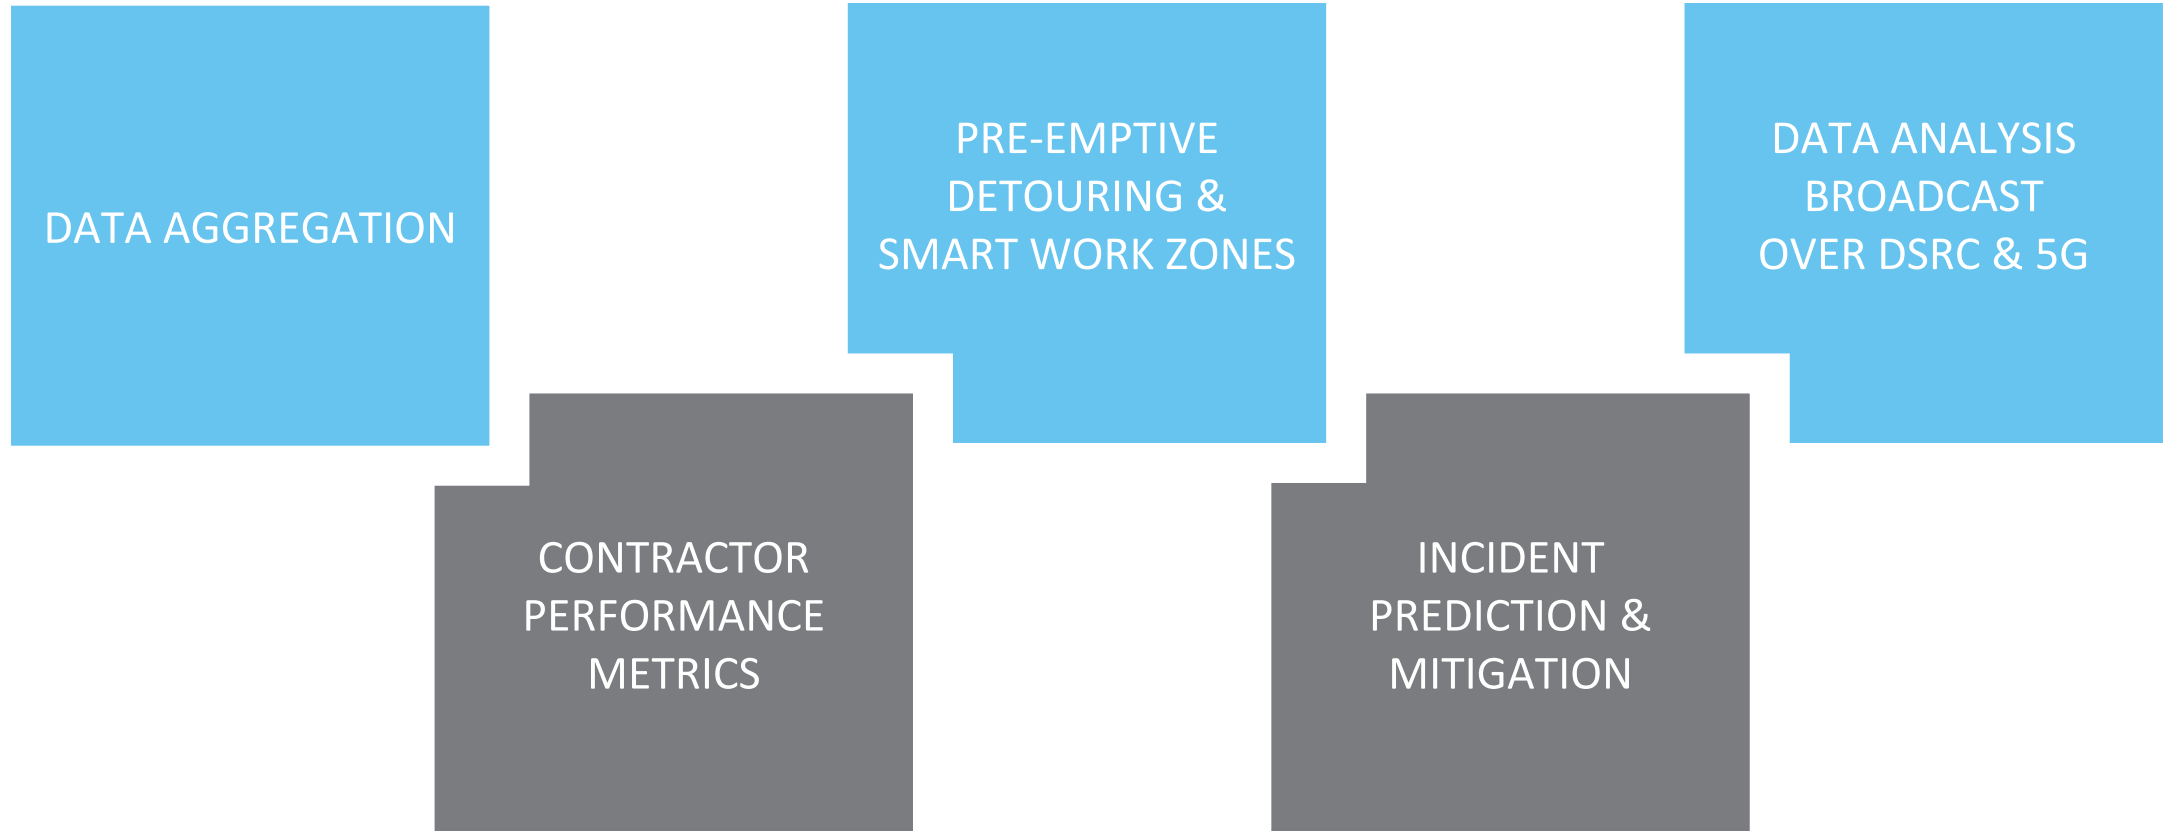 DATA AGGREGATION
CONTRACTOR
PERFORMANCE
METRICS
PRE-EMPTIVE
DETOURING &
SMART WORK ZONES
INCIDENT
PREDICTION &
MITIGATION
DATA ANALYSIS
BROADCAST
OVER DSRC & 5G